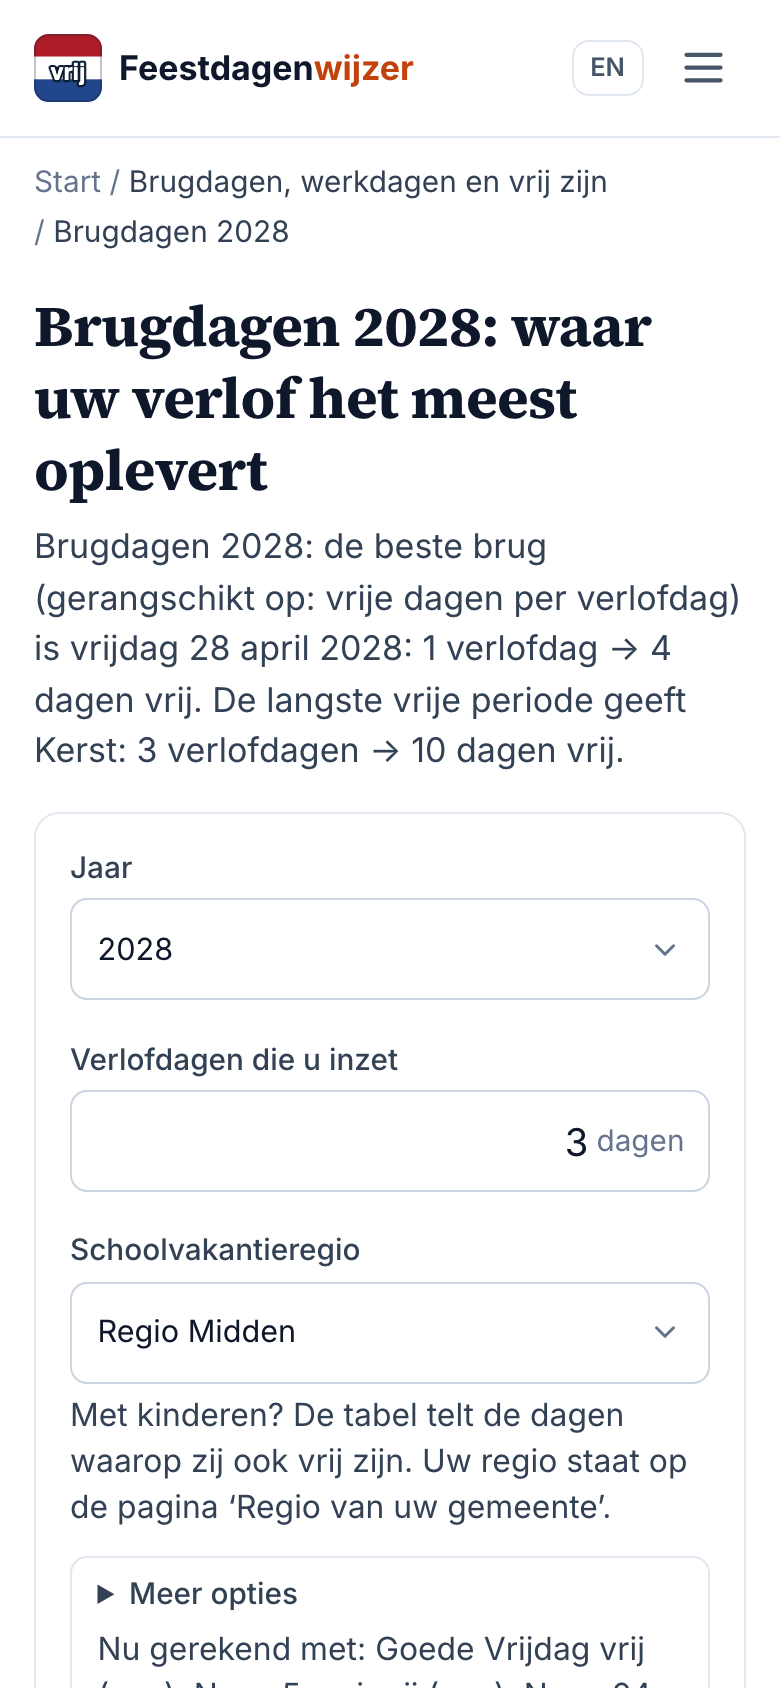 vrij Feestdagenwijzer EN
Start / Brugdagen, werkdagen en vrij zijn
/ Brugdagen 2028
Brugdagen 2028: waar
uw verlof het meest
oplevert
Brugdagen 2028: de beste brug
(gerangschikt op: vrije dagen per verlofdag)
is vrijdag 28 april 2028: 1 verlofdag → 4
dagen vrij. De langste vrije periode geeft
Kerst: 3 verlofdagen → 10 dagen vrij.
Jaar
2028
Verlofdagen die u inzet
3 dagen
Schoolvakantieregio
Regio Midden
Met kinderen? De tabel telt de dagen
waarop zij ook vrij zijn. Uw regio staat op
de pagina ‘Regio van uw gemeente’.
▶ Meer opties
Nu gerekend met: Goede Vrijdag vrij